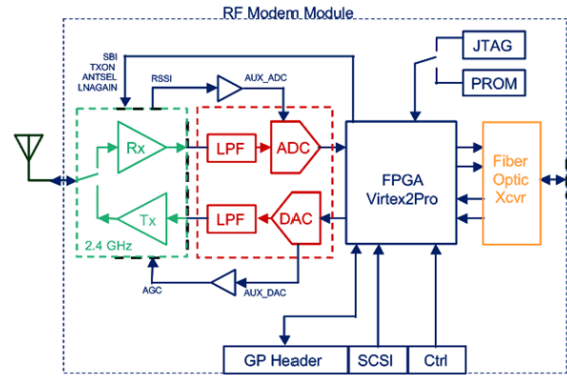 RF Modem Module
SBI
TXON
ANTSEL
LNAGAIN
RSSI
AUX_ADC
JTAG
PROM
Rx
LPF
ADC
FPGA
Virtex2Pro
Fiber
Optic
Xcvr
Tx
LPF
DAC
2.4 GHz
AGC
AUX_DAC
GP Header
SCSI
Ctrl